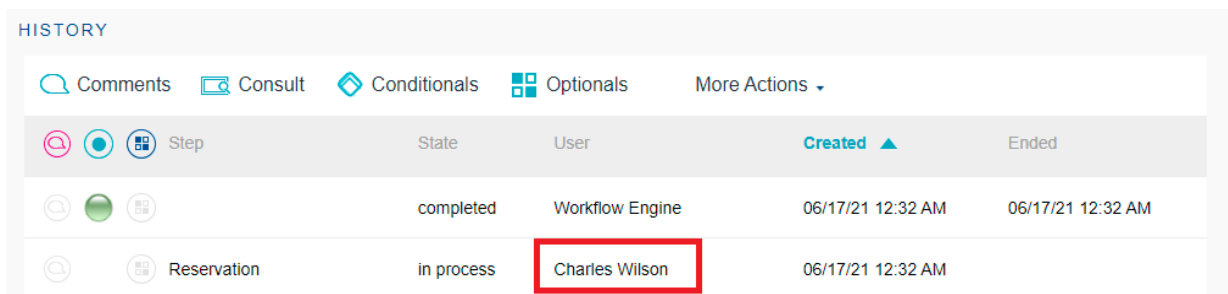 HISTORY
Comments Consult Conditionals Optionals More Actions
Step State User Created Ended
completed Workflow Engine 06/17/21 12:32 AM 06/17/21 12:32 AM
Reservation in process Charles Wilson 06/17/21 12:32 AM